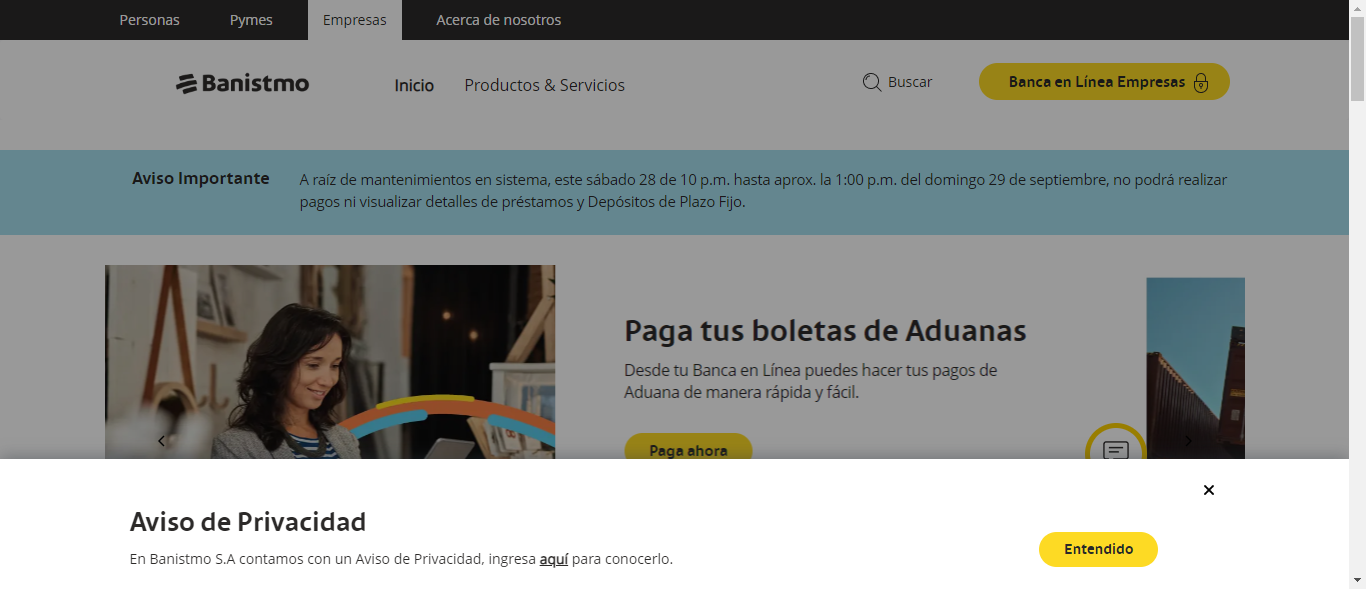 Personas Pymes Empresas Acerca de nosotros
Banistmo Inicio Productos & Servicios Buscar Banca en Línea Empresas
Aviso Importante
A raíz de mantenimientos en sistema, este sábado 28 de 10 p.m. hasta aprox. la 1:00 p.m. del domingo 29 de septiembre, no podrá realizar
pagos ni visualizar detalles de préstamos y Depósitos de Plazo Fijo.
Paga tus boletas de Aduanas
Desde tu Banca en Línea puedes hacer tus pagos de
Aduana de manera rápida y fácil.
Paga ahora
Aviso de Privacidad
En Banistmo S.A contamos con un Aviso de Privacidad, ingresa aquí para conocerlo.
Entendido